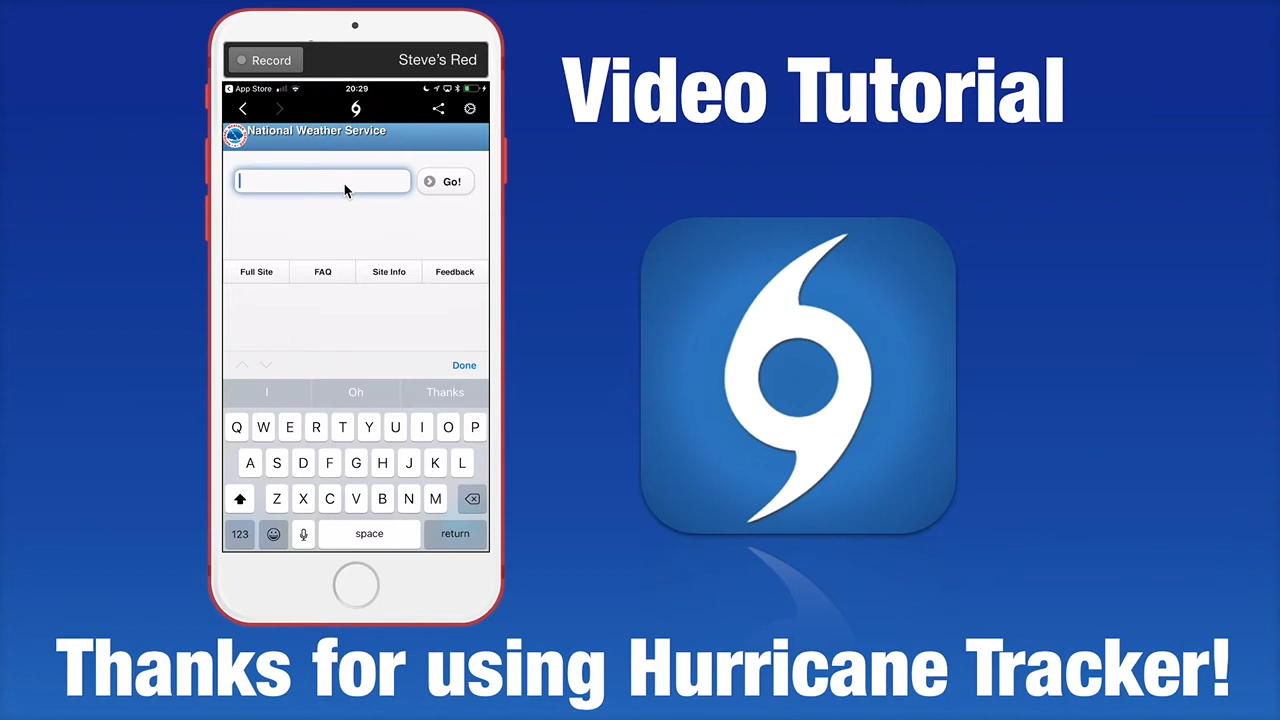 Video Tutorial
Record
Steve's Red
App Store
20:29
National Weather Service
Go!
Full Site
FAQ
Site Info
Feedback
Done
I
Oh
Thanks
Q W E R T Y U I O P
A S D F G H J K L
Z X C V B N M
123
space
return
Thanks for using Hurricane Tracker!